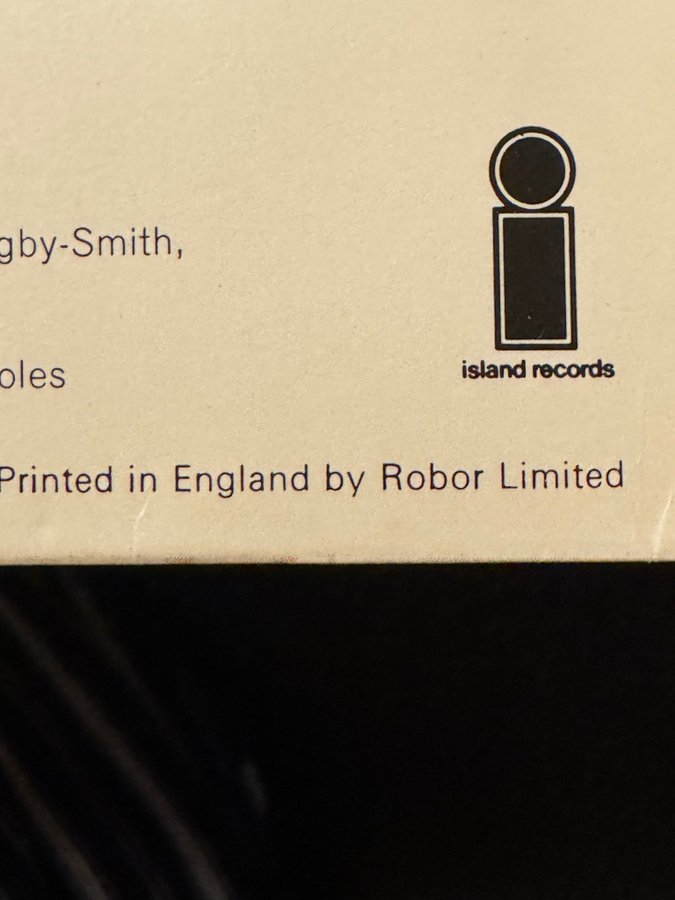 gby-Smith,
oles
island records
Printed in England by Robor Limited